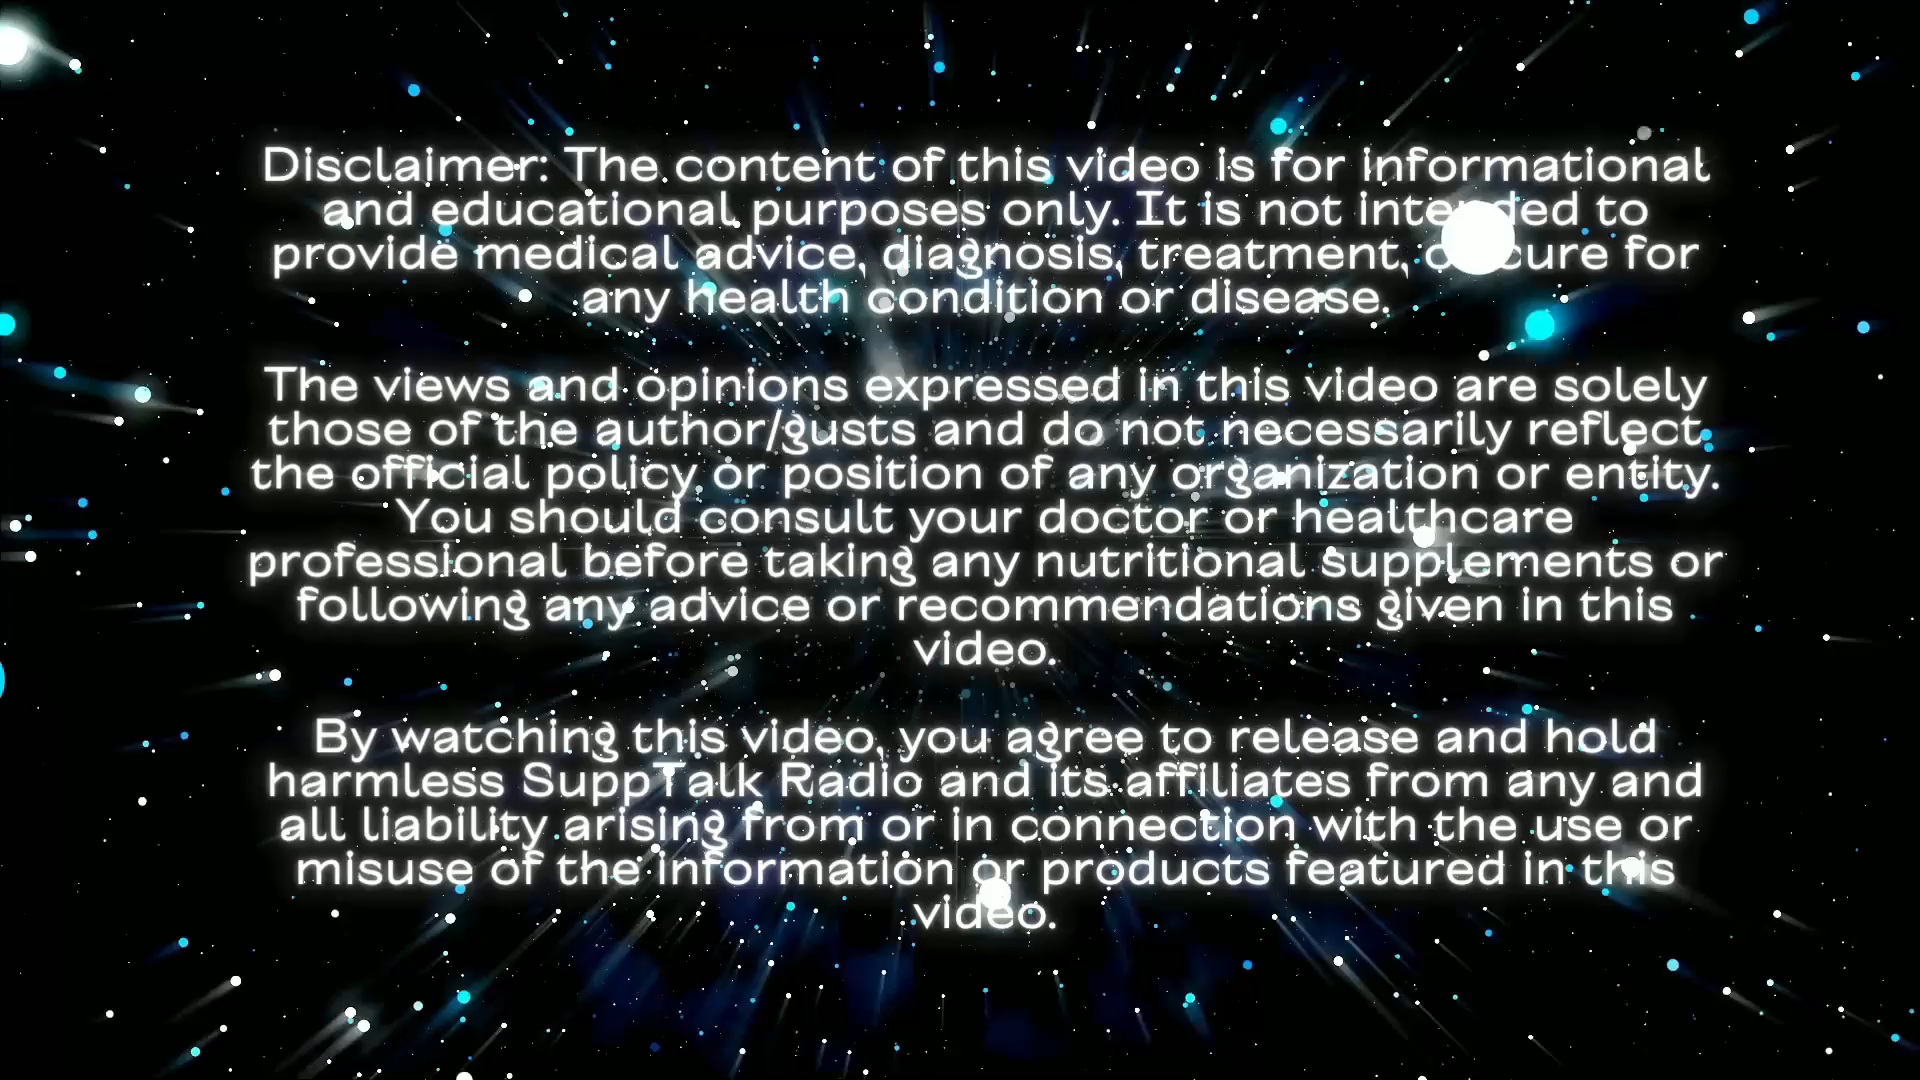 Disclaimer: The content of this video is for informational
and educational purposes only. It is not intended to
provide medical advice, diagnosis, treatment, or cure for
any health condition or disease.
The views and opinions expressed in this video are solely
those of the author/gusts and do not necessarily reflect
the official policy or position of any organization or entity.
You should consult your doctor or healthcare
professional before taking any nutritional supplements or
following any advice or recommendations given in this
video.
By watching this video, you agree to release and hold
harmless SuppTalk Radio and its affiliates from any and
all liability arising from or in connection with the use or
misuse of the information or products featured in this
video.